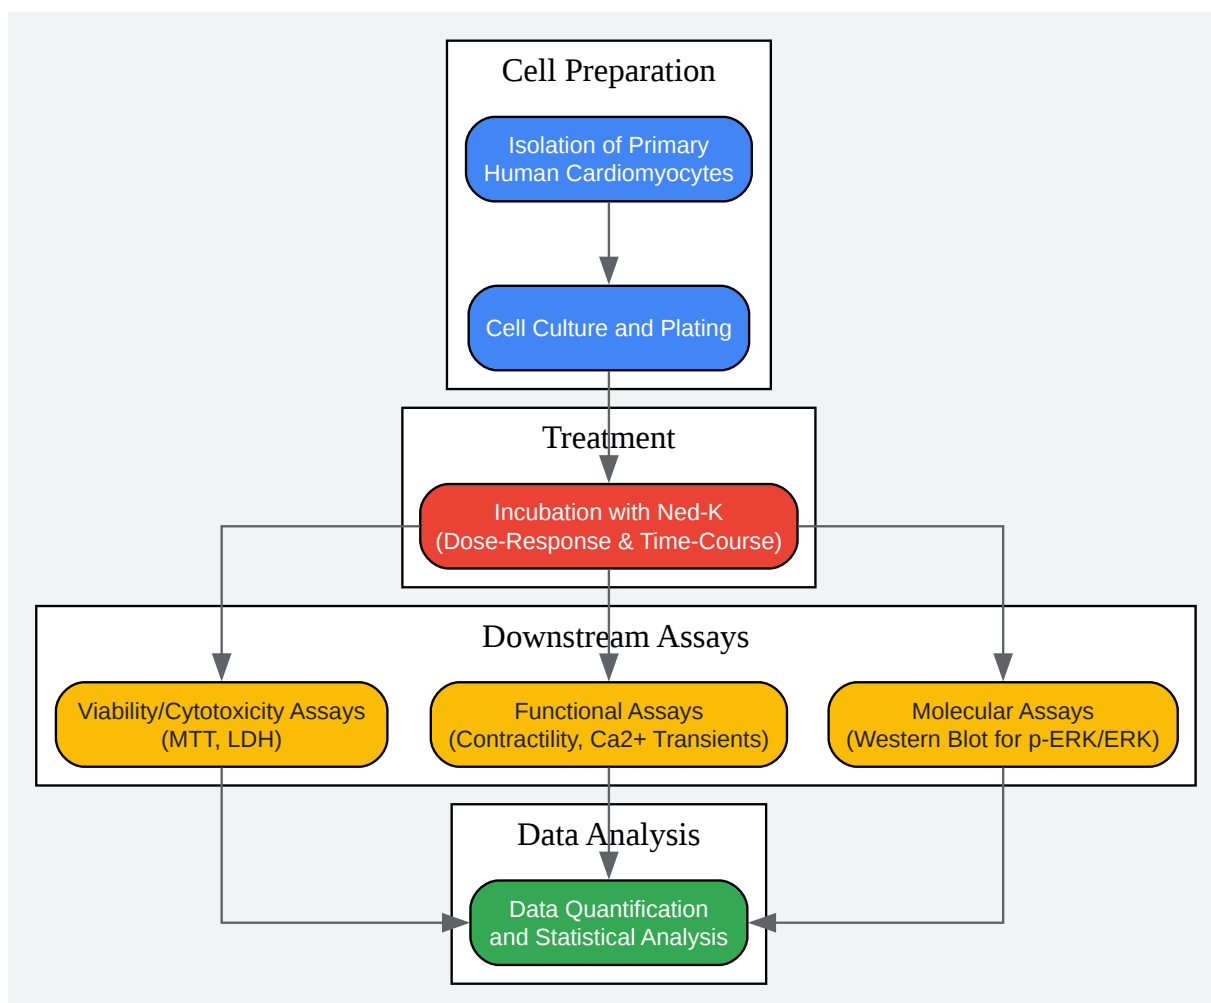 Cell Preparation
Isolation of Primary
Human Cardiomyocytes
Cell Culture and Plating
Treatment
Incubation with Ned-K
(Dose-Response & Time-Course)
Downstream Assays
Viability/Cytotoxicity Assays
(MTT, LDH)
Functional Assays
(Contractility, Ca2+ Transients)
Molecular Assays
(Western Blot for p-ERK/ERK)
Data Analysis
Data Quantification
and Statistical Analysis